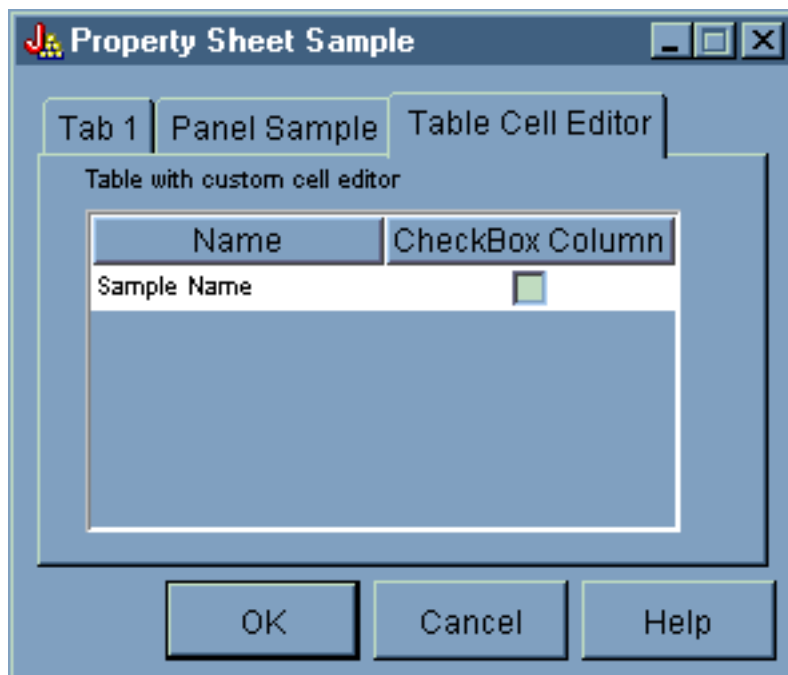 Property Sheet Sample
Tab 1 Panel Sample Table Cell Editor
Table with custom cell editor
Name CheckBox Column
Sample Name
OK Cancel Help